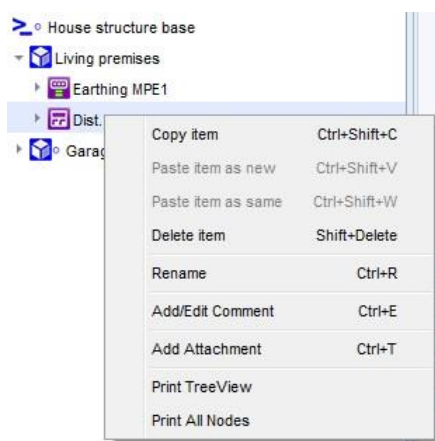 House structure base
Living premises
Earthing MPE1
Dist.
Garag
Copy item Ctrl+Shift+C
Paste item as new Ctrl+Shift+V
Paste item as same Ctrl+Shift+W
Delete item Shift+Delete
Rename Ctrl+R
Add/Edit Comment Ctrl+E
Add Attachment Ctrl+T
Print TreeView
Print All Nodes